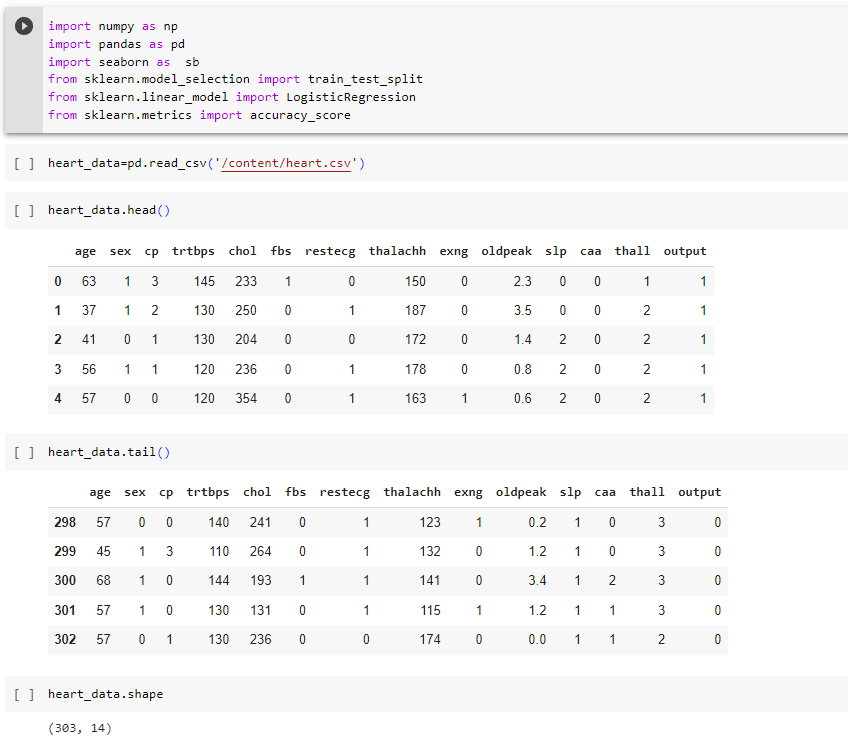 import numpy as np
import pandas as pd
import seaborn as  sb
from sklearn.model_selection import train_test_split
from sklearn.linear_model import LogisticRegression
from sklearn.metrics import accuracy_score
[ ] heart_data=pd.read_csv('/content/heart.csv')
[ ] heart_data.head()
age sex cp trtbps chol fbs restecg thalachh exng oldpeak slp caa thall output
0 63 1 3 145 233 1 0 150 0 2.3 0 0 1 1
1 37 1 2 130 250 0 1 187 0 3.5 0 0 2 1
2 41 0 1 130 204 0 0 172 0 1.4 2 0 2 1
3 56 1 1 120 236 0 1 178 0 0.8 2 0 2 1
4 57 0 0 120 354 0 1 163 1 0.6 2 0 2 1
[ ] heart_data.tail()
age sex cp trtbps chol fbs restecg thalachh exng oldpeak slp caa thall output
298 57 0 0 140 241 0 1 123 1 0.2 1 0 3 0
299 45 1 3 110 264 0 1 132 0 1.2 1 0 3 0
300 68 1 0 144 193 1 1 141 0 3.4 1 2 3 0
301 57 1 0 130 131 0 1 115 1 1.2 1 1 3 0
302 57 0 1 130 236 0 0 174 0 0.0 1 1 2 0
[ ] heart_data.shape
(303, 14)